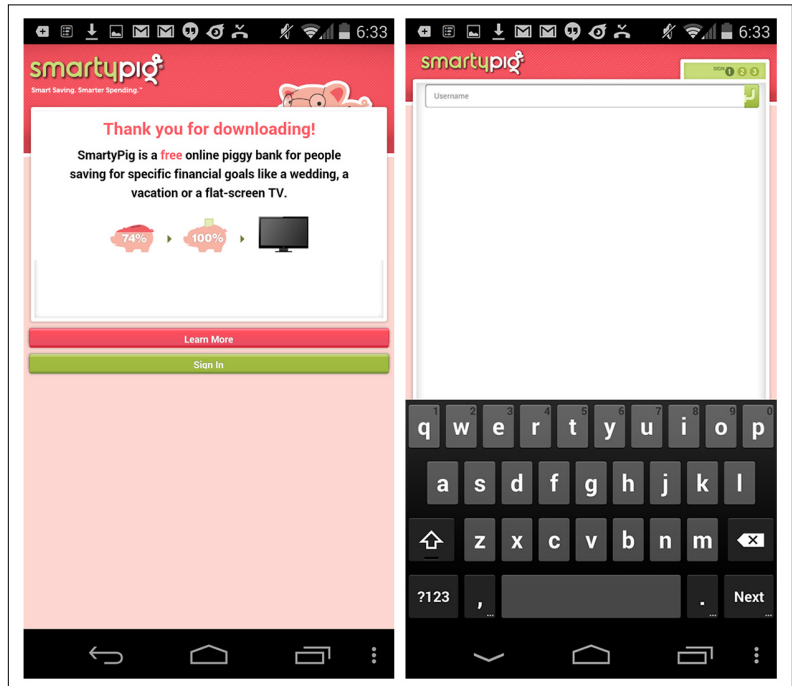 6:33
smartypig
Smart Saving. Smarter Spending.™
Thank you for downloading!
SmartyPig is a free online piggy bank for people
saving for specific financial goals like a wedding, a
vacation or a flat-screen TV.
74%
100%
Learn More
Sign In
6:33
smartypig
SIGN 1 2 3
Username
1 2 3 4 5 6 7 8 9 0
q w e r t y u i o p
a s d f g h j k l
z x c v b n m
?123 , . Next